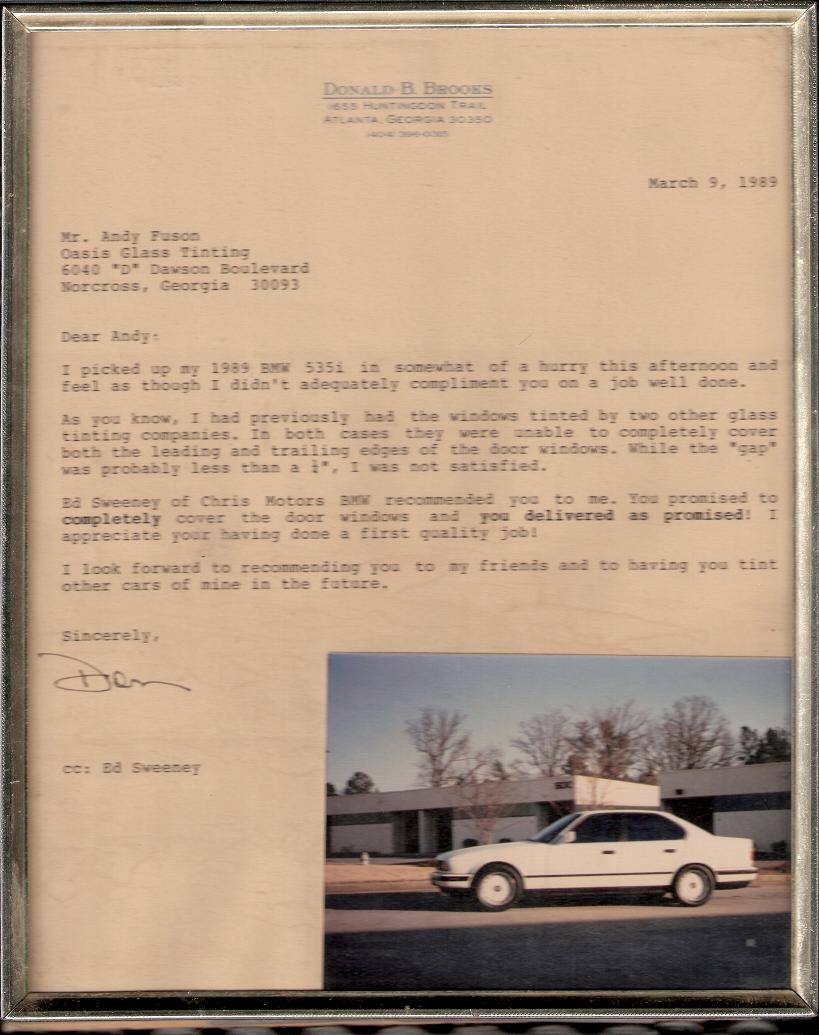 DONALD B. BROOKS
1655 HUNTINGDON TRAIL
ATLANTA, GEORGIA 30350
(404)
March 9, 1989
Mr. Andy Fuson
Oasis Glass Tinting
6040 "D" Dawson Boulevard
Norcross, Georgia 30093
Dear Andy:
I picked up my 1989 BMW 535i in somewhat of a hurry this afternoon and
feel as though I didn't adequately compliment you on a job well done.
As you know, I had previously had the windows tinted by two other glass
tinting companies. In both cases they were unable to completely cover
both the leading and trailing edges of the door windows. While the "gap"
was probably less than a ", I was not satisfied.
Ed Sweeney of Chris Motors BMW recommended you to me. You promised to
completely cover the door windows and you delivered as promised! I
appreciate your having done a first quality job!
I look forward to recommending you to my friends and to having you tint
other cars of mine in the future.
Sincerely,
Don
cc: Ed Sweeney